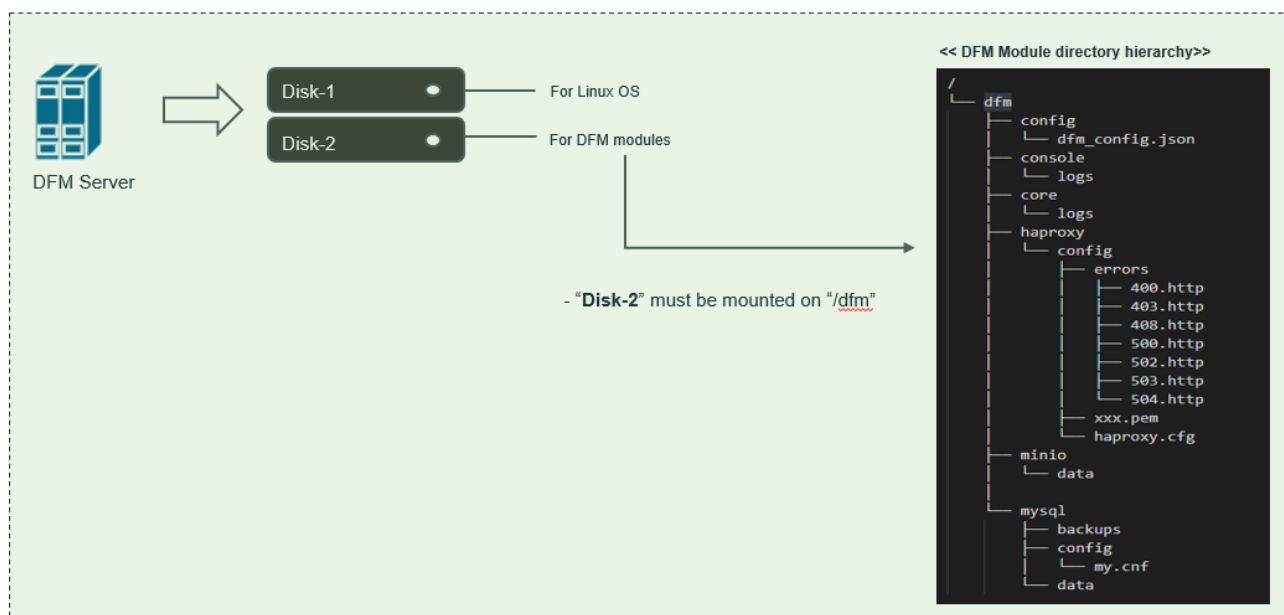 DFM Server
Disk-1
For Linux OS
Disk-2
For DFM modules
- “Disk-2” must be mounted on “/dfm”
<< DFM Module directory hierarchy>>
/
└── dfm
    ├── config
    │   └── dfm_config.json
    ├── console
    │   └── logs
    ├── core
    │   └── logs
    ├── haproxy
    │   └── config
    │       ├── errors
    │       │   ├── 400.http
    │       │   ├── 403.http
    │       │   ├── 408.http
    │       │   ├── 500.http
    │       │   ├── 502.http
    │       │   ├── 503.http
    │       │   └── 504.http
    │       ├── xxx.pem
    │       └── haproxy.cfg
    ├── minio
    │   └── data
    │
    └── mysql
        ├── backups
        ├── config
        │   └── my.cnf
        └── data